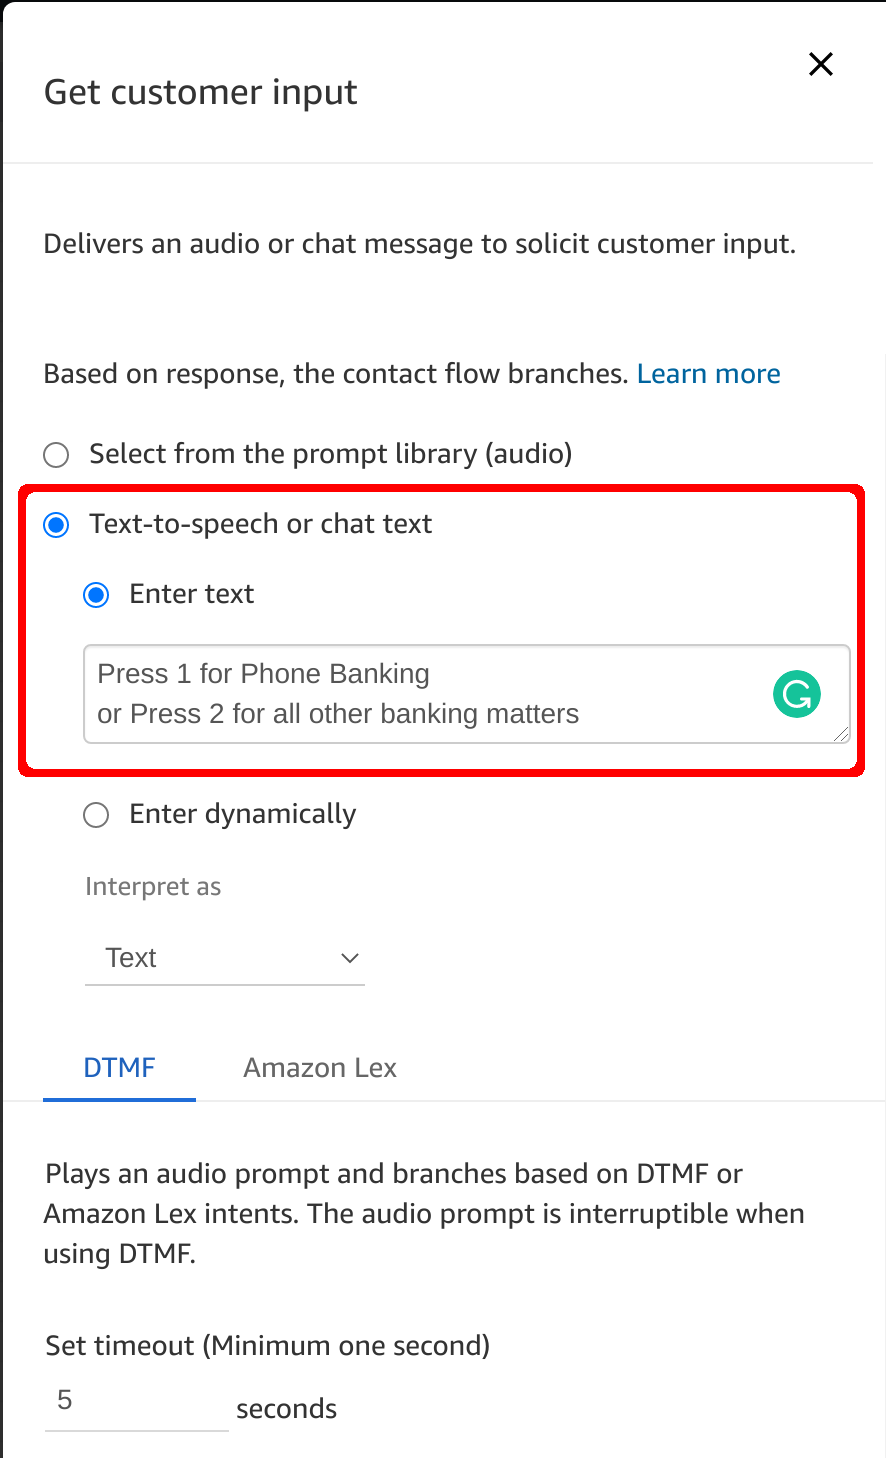 Get customer input
Delivers an audio or chat message to solicit customer input.
Based on response, the contact flow branches. Learn more
Select from the prompt library (audio)
Text-to-speech or chat text
Enter text
Press 1 for Phone Banking
or Press 2 for all other banking matters
Enter dynamically
Interpret as
Text
DTMF
Amazon Lex
Plays an audio prompt and branches based on DTMF or
Amazon Lex intents. The audio prompt is interruptible when
using DTMF.
Set timeout (Minimum one second)
5 seconds